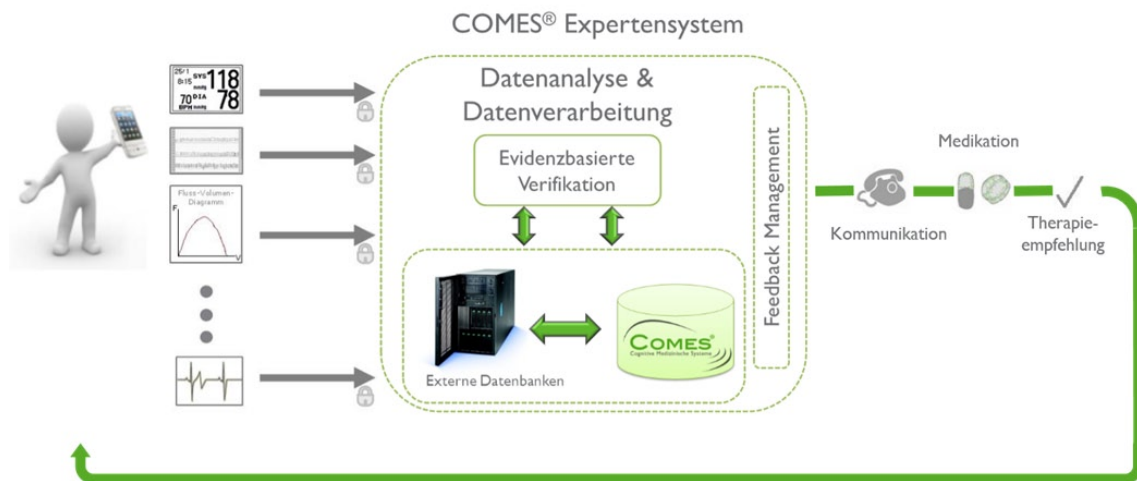 COMES® Expertensystem
25/1
8:15
SYS
118
mmHg
70
DIA
78
BPM
mmHg
Fluss-Volumen-
Diagramm
F
V
Datenanalyse &
Datenverarbeitung
Evidenzbasierte
Verifikation
Externe Datenbanken
COMES®
Cognitive Medizinische Systeme
Feedback Management
Kommunikation
Medikation
Therapie-
empfehlung